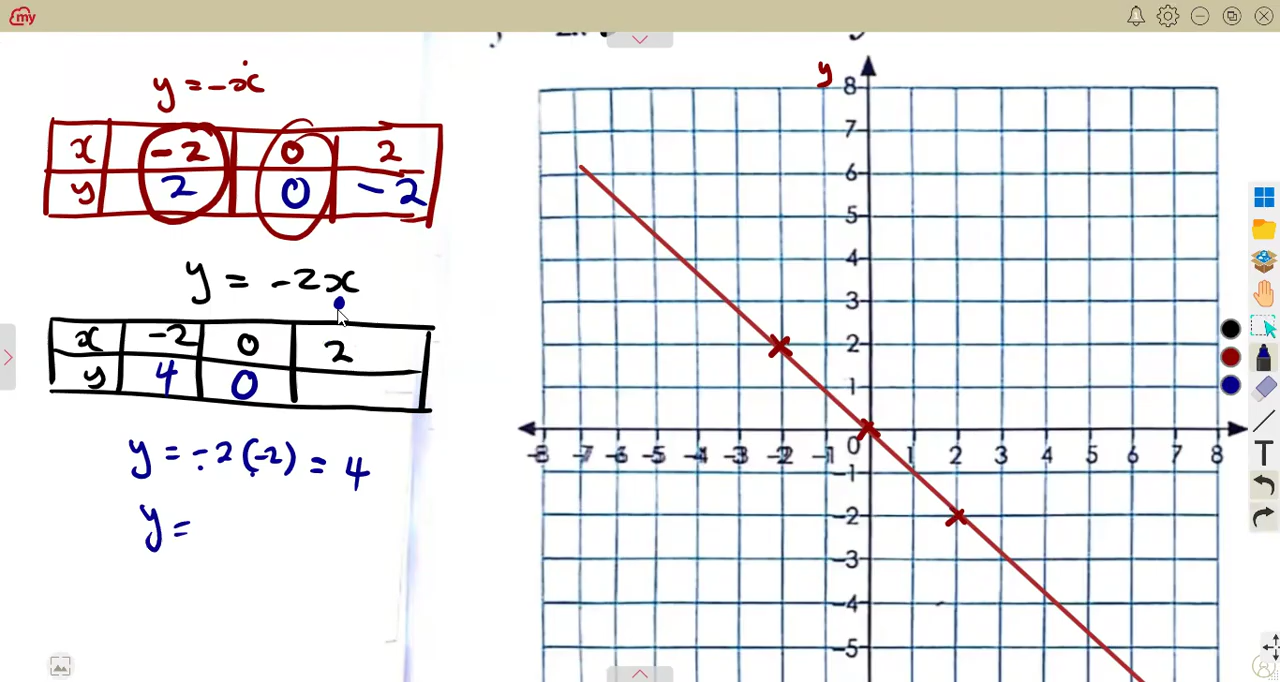 my
y = -x
x -2 0 2
y 2 0 -2
y = -2x
x -2 0 2
y 4 0
y = -2(-2) = 4
y =
y
8
7
6
5
4
3
2
1
-8 -7 -6 -5 -4 -3 -2 -1 0 1 2 3 4 5 6 7 8
-1
-2
-3
-4
-5
T